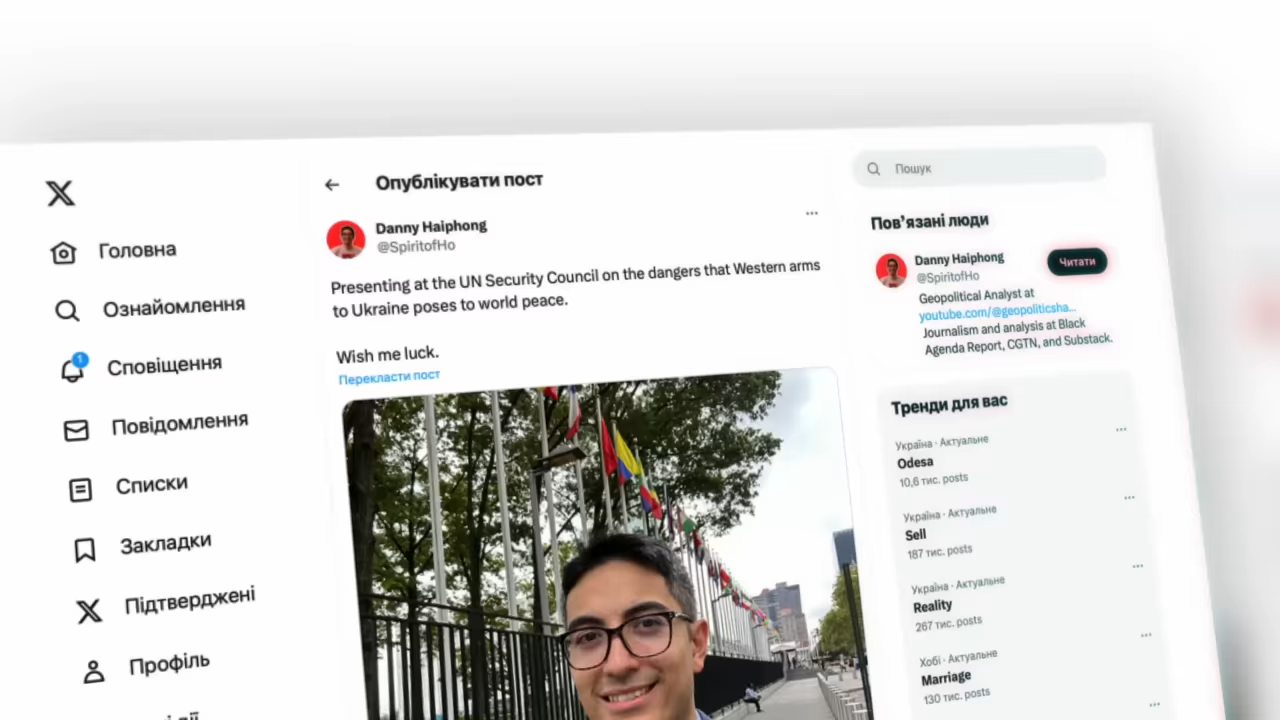 X
Головна
Ознайомлення
1
Сповіщення
Повідомлення
Списки
Закладки
Підтверджені
Профіль
Опублікувати пост
Danny Haiphong
@SpiritofHo
Presenting at the UN Security Council on the dangers that Western arms
to Ukraine poses to world peace.
Wish me luck.
Перекласти пост
Пошук
Пов’язані люди
Danny Haiphong
@SpiritofHo
Читати
Geopolitical Analyst at
youtube.com/@geopoliticsha…
Journalism and analysis at Black
Agenda Report, CGTN, and Substack.
Тренди для вас
Україна · Актуальне
Odesa
10,6 тис. posts
Україна · Актуальне
Sell
187 тис. posts
Україна · Актуальне
Reality
267 тис. posts
Хобі · Актуальне
Marriage
130 тис. posts